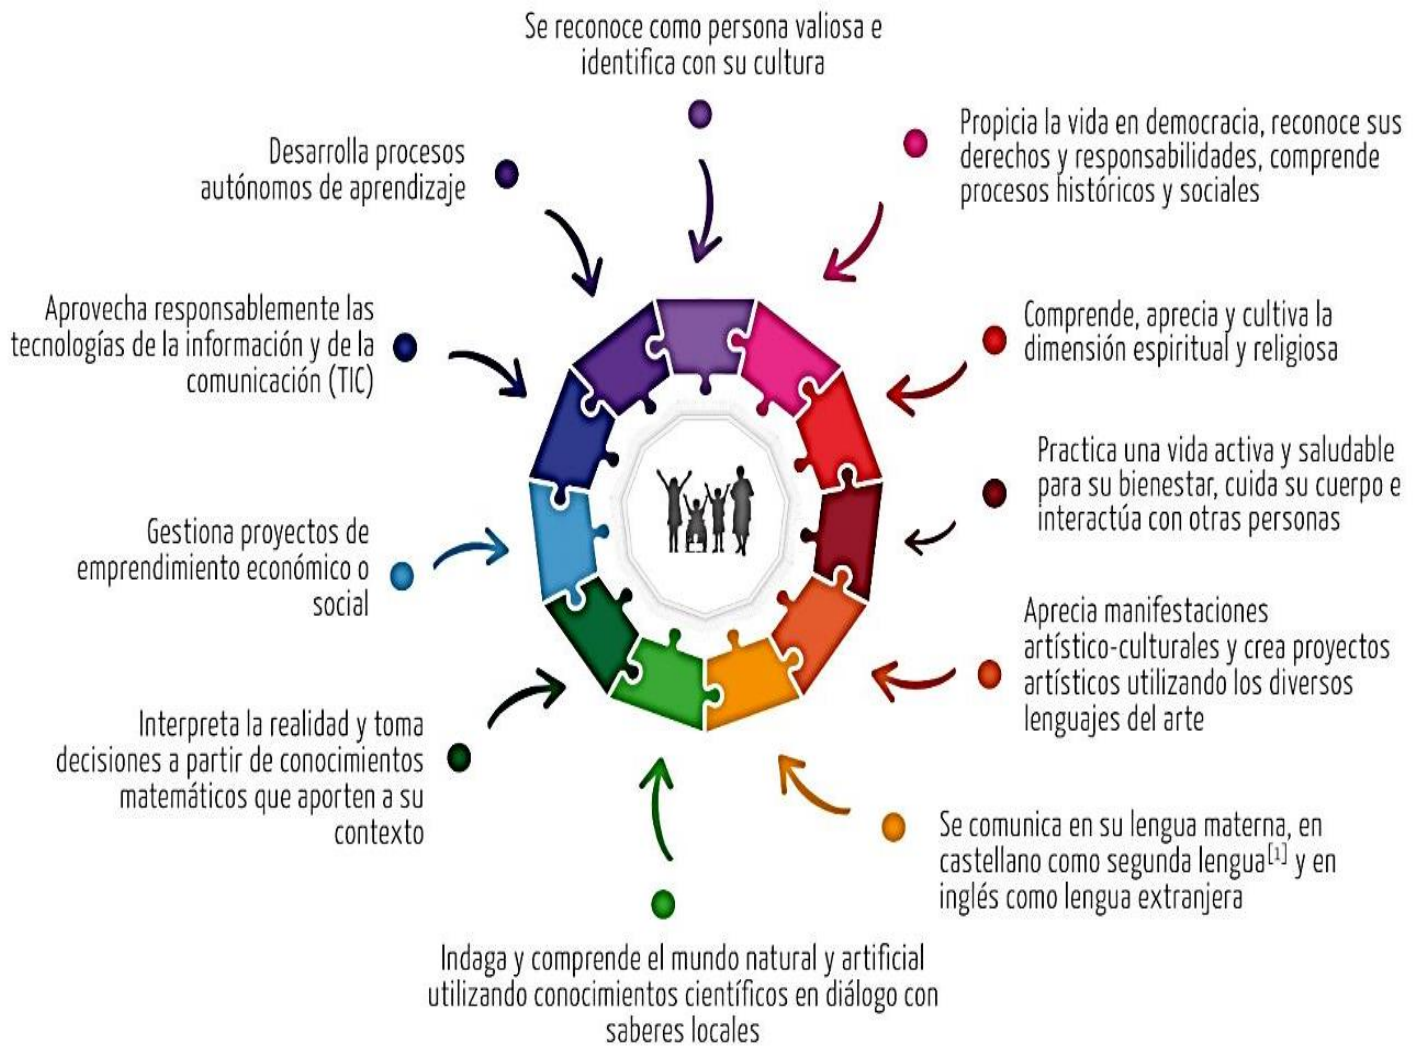 Se reconoce como persona valiosa e
identifica con su cultura
Propicia la vida en democracia, reconoce sus
derechos y responsabilidades, comprende
procesos históricos y sociales
Comprende, aprecia y cultiva la
dimensión espiritual y religiosa
Practica una vida activa y saludable
para su bienestar, cuida su cuerpo e
interactúa con otras personas
Aprecia manifestaciones
artístico-culturales y crea proyectos
artísticos utilizando los diversos
lenguajes del arte
Se comunica en su lengua materna, en
castellano como segunda lengua[1] y en
inglés como lengua extranjera
Indaga y comprende el mundo natural y artificial
utilizando conocimientos científicos en diálogo con
saberes locales
Interpreta la realidad y toma
decisiones a partir de conocimientos
matemáticos que aporten a su
contexto
Gestiona proyectos de
emprendimiento económico o
social
Aprovecha responsablemente las
tecnologías de la información y de la
comunicación (TIC)
Desarrolla procesos
autónomos de aprendizaje